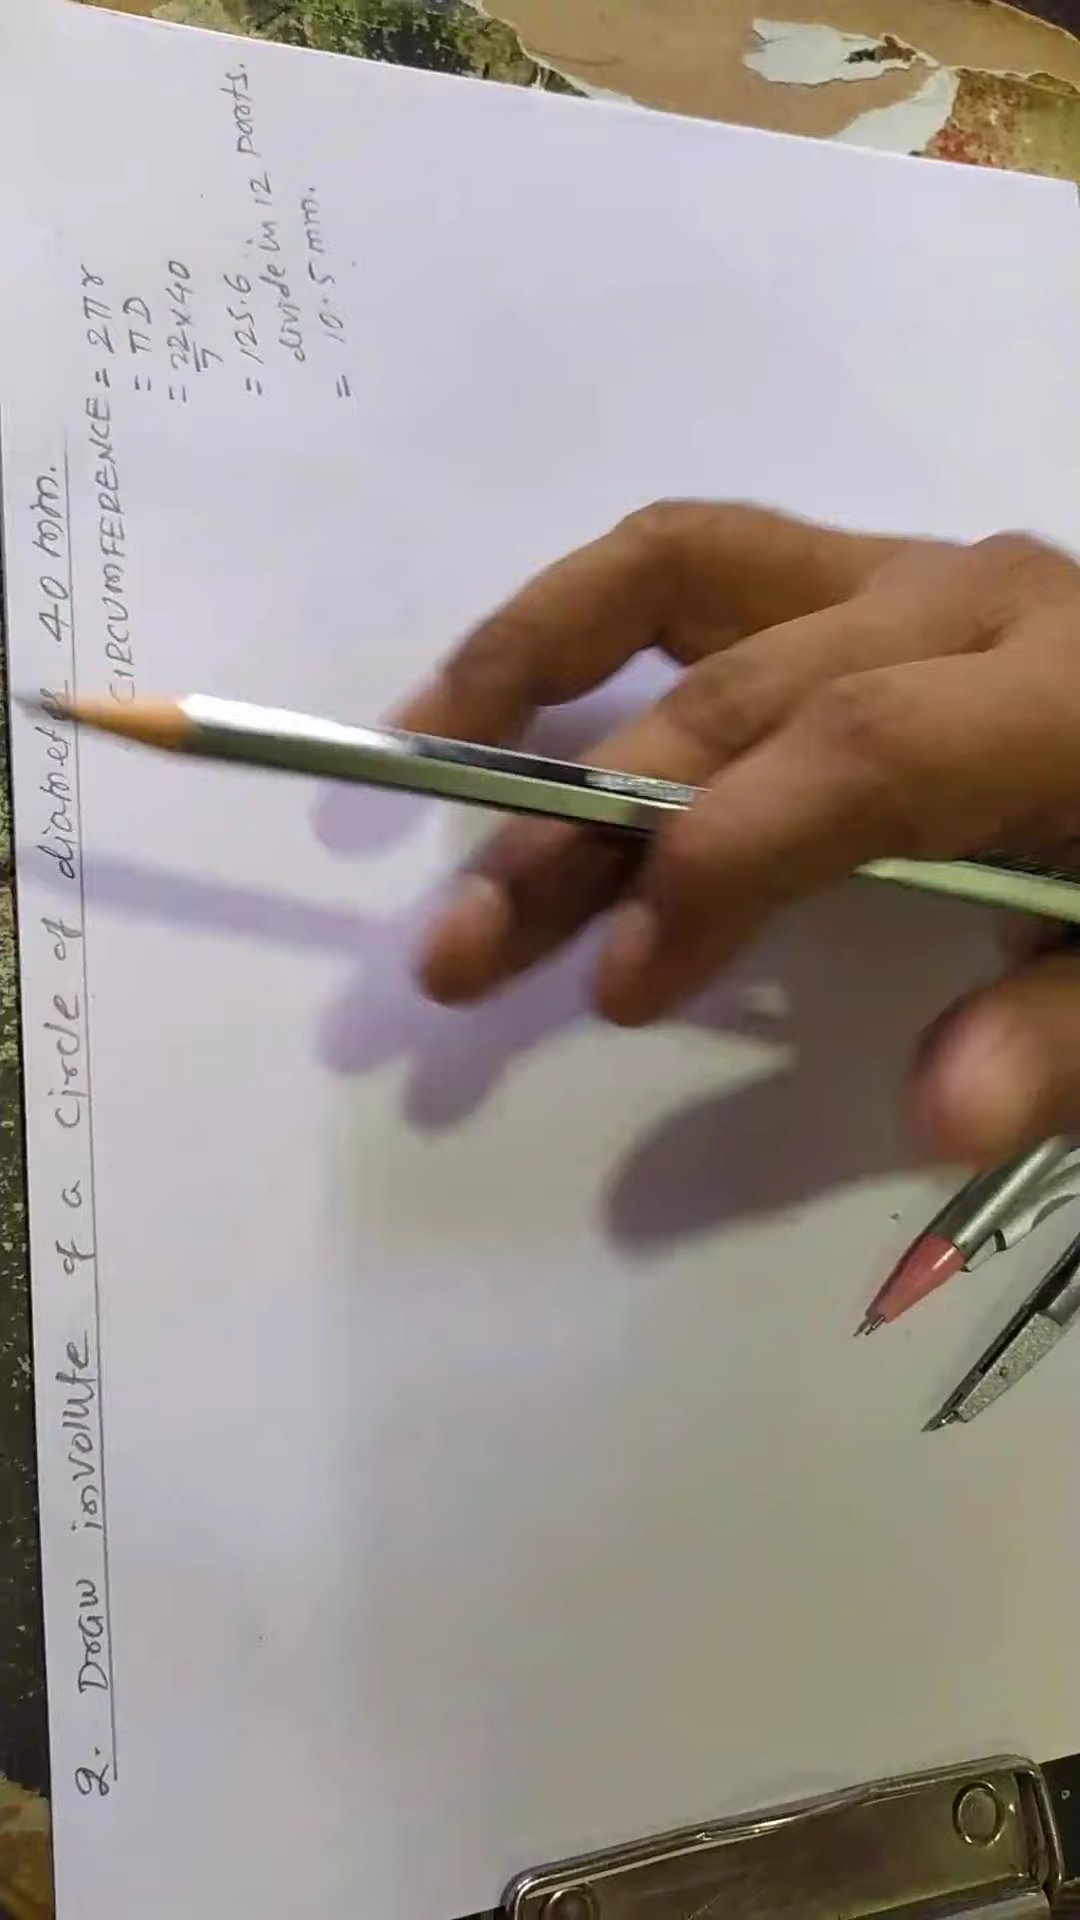 2. Draw involute of a circle of diameter 40 mm.
CIRCUMFERENCE = 2πr
= πD
= 22/7 x 40
= 125.6
divide in 12 parts.
= 10.5 mm.